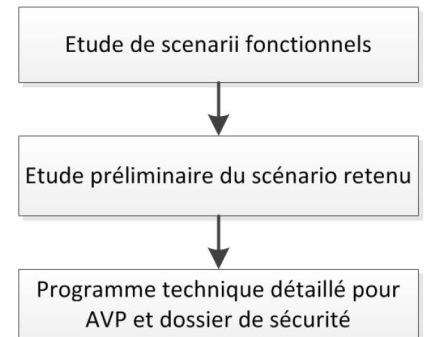 Etude de scenarii fonctionnels
Etude préliminaire du scénario retenu
Programme technique détaillé pour
AVP et dossier de sécurité